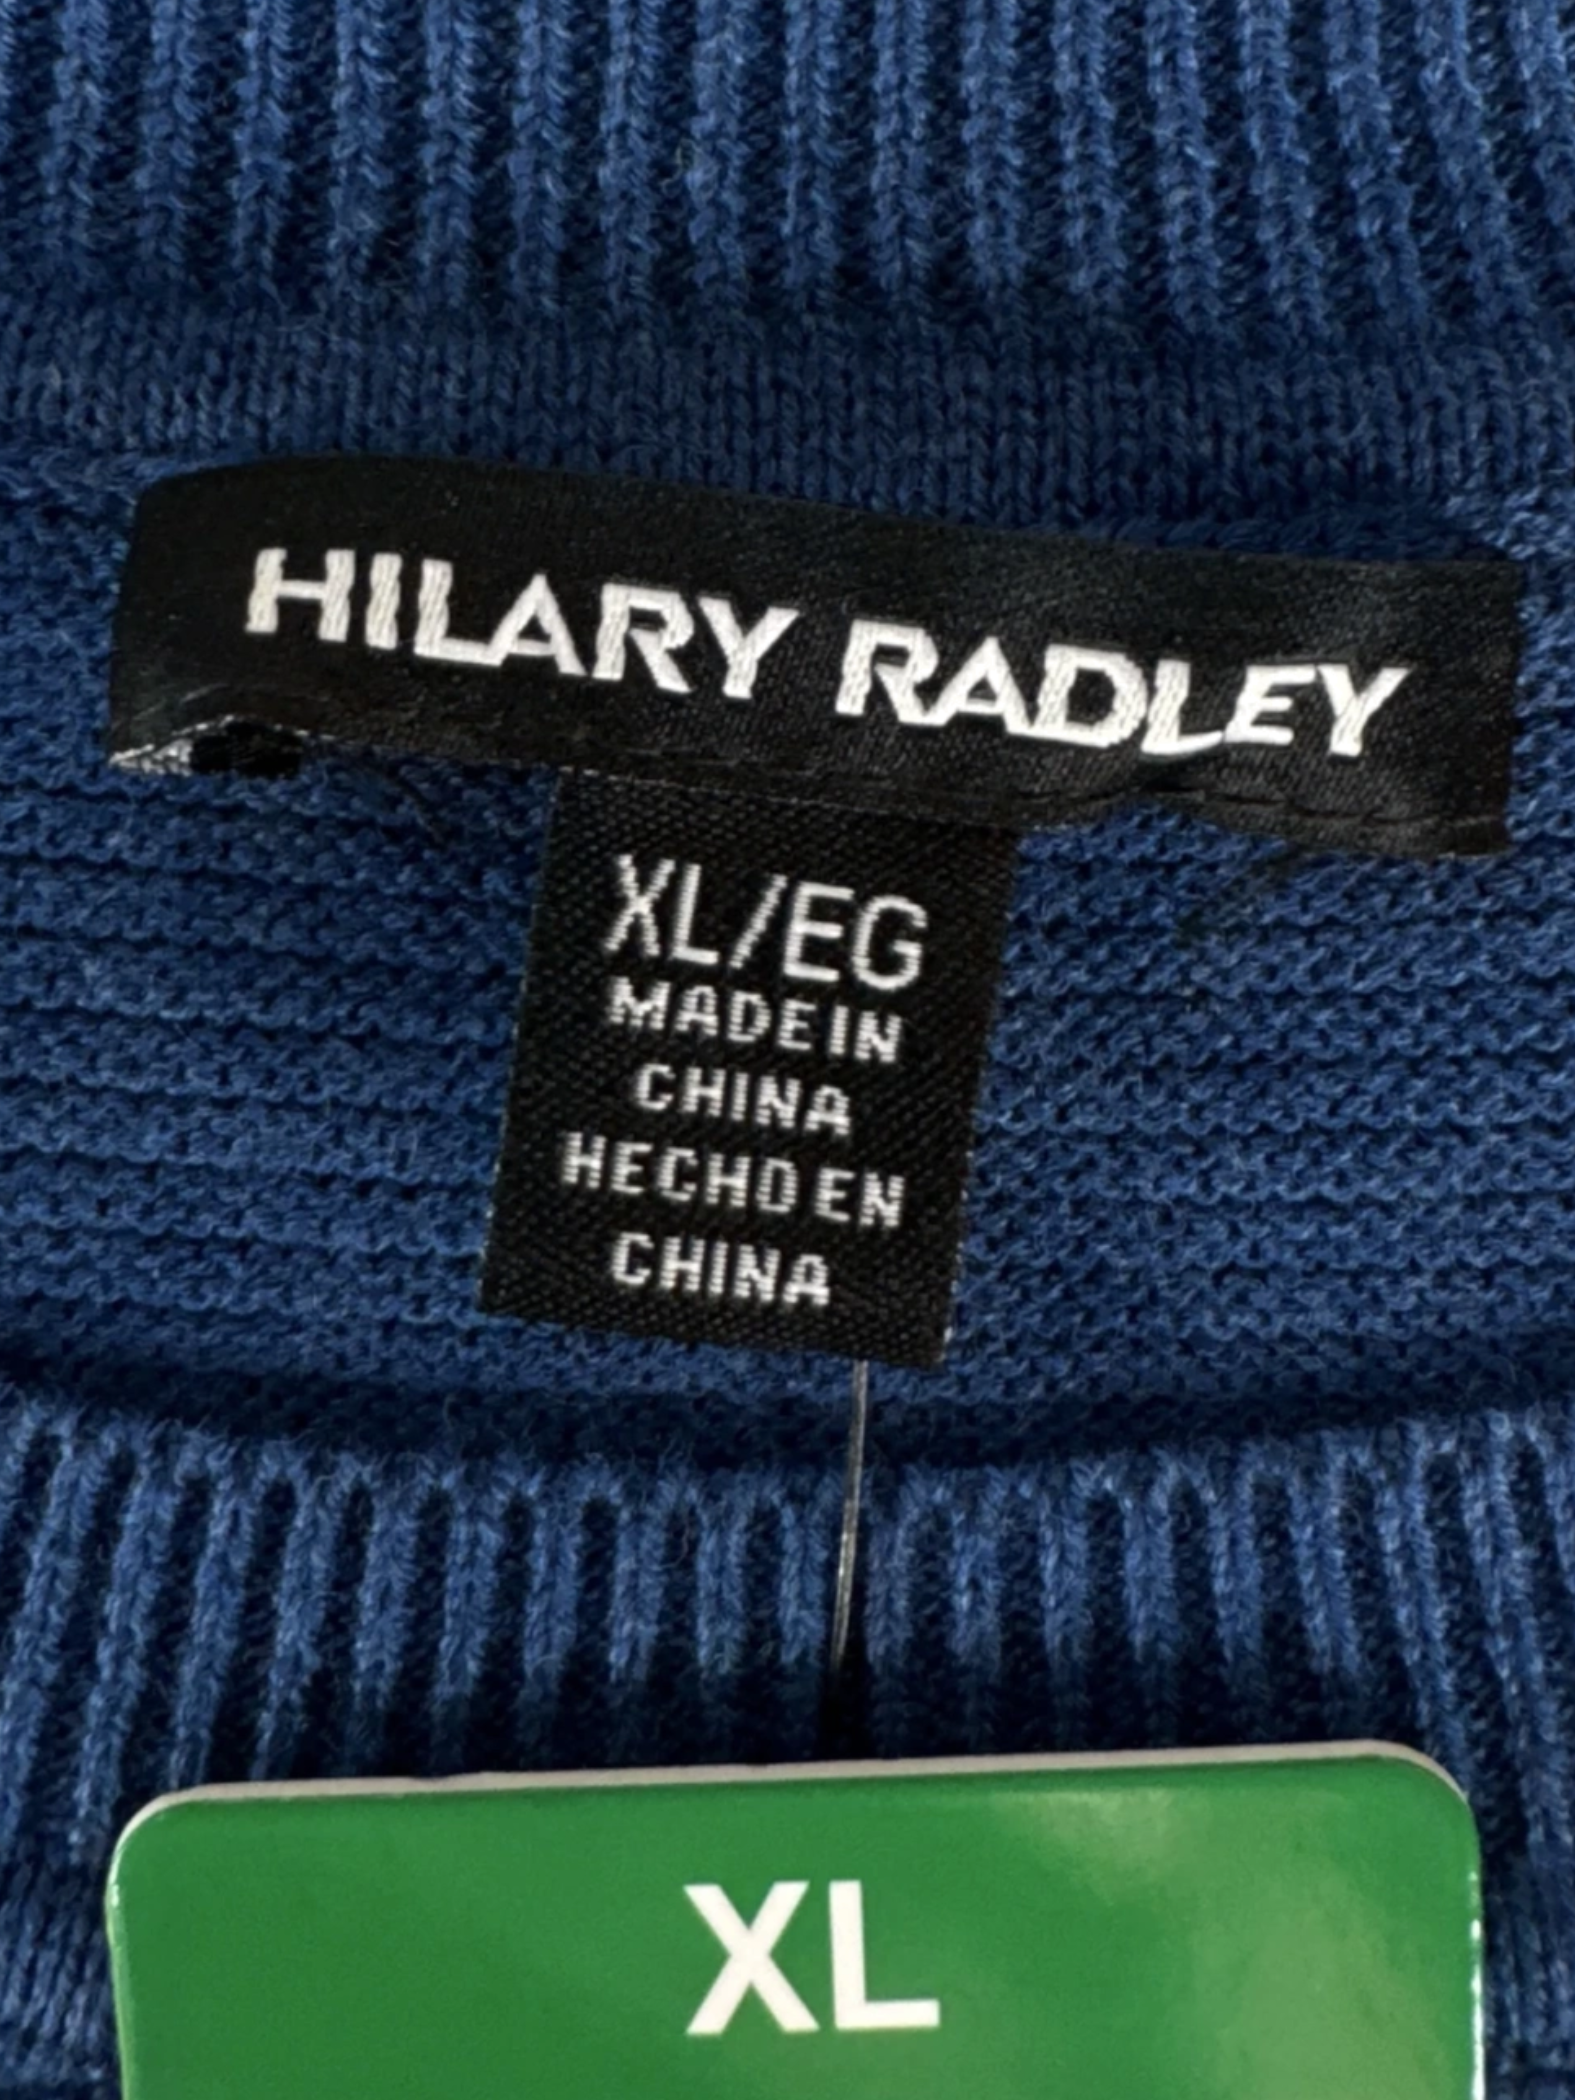 HILARY RADLEY
XL/EG
MADE IN
CHINA
HECHO EN
CHINA
XL